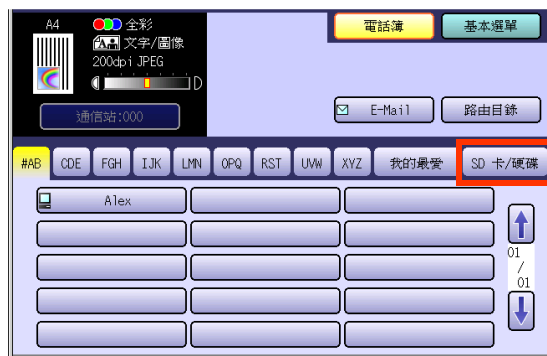 A4
全彩
A 文字/圖像
200dpi JPEG
D
通信站:000
電話簿
基本選單
E-Mail
路由目錄
#AB CDE FGH IJK LMN OPQ RST UVW XYZ 我的最愛 SD 卡/硬碟
Alex
01
/
01